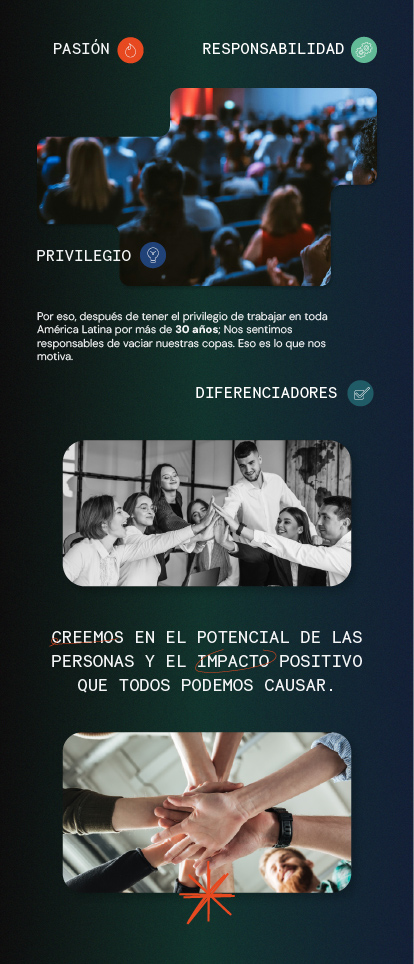 PASIÓN
RESPONSABILIDAD
PRIVILEGIO
Por eso, después de tener el privilegio de trabajar en toda
América Latina por más de 30 años; Nos sentimos
responsables de vaciar nuestras copas. Eso es lo que nos
motiva.
DIFERENCIADORES
CREEMOS EN EL POTENCIAL DE LAS
PERSONAS Y EL IMPACTO POSITIVO
QUE TODOS PODEMOS CAUSAR.